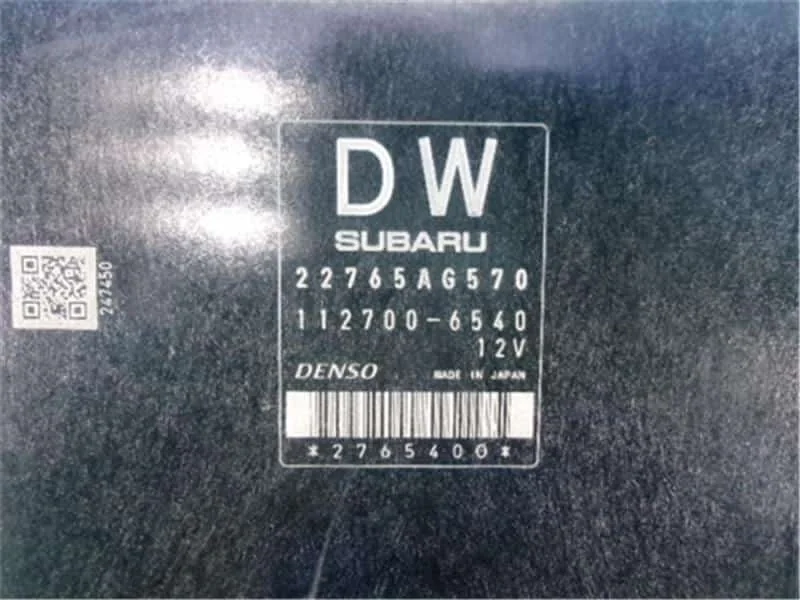 DW
SUBARU
22765AG570
112700-6540
12V
DENSO MADE IN JAPAN
*2765400*
247450